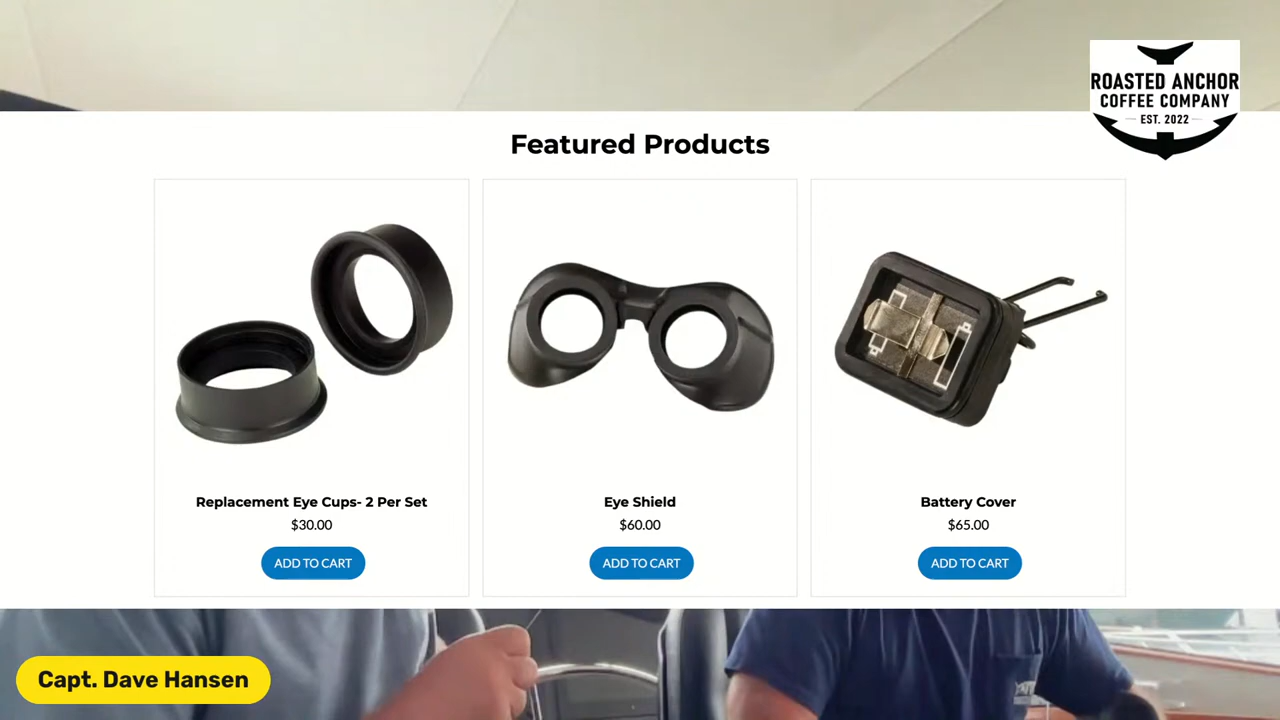 ROASTED ANCHOR
COFFEE COMPANY
EST. 2022
Featured Products
Replacement Eye Cups- 2 Per Set
$30.00
ADD TO CART
Eye Shield
$60.00
ADD TO CART
Battery Cover
$65.00
ADD TO CART
Capt. Dave Hansen